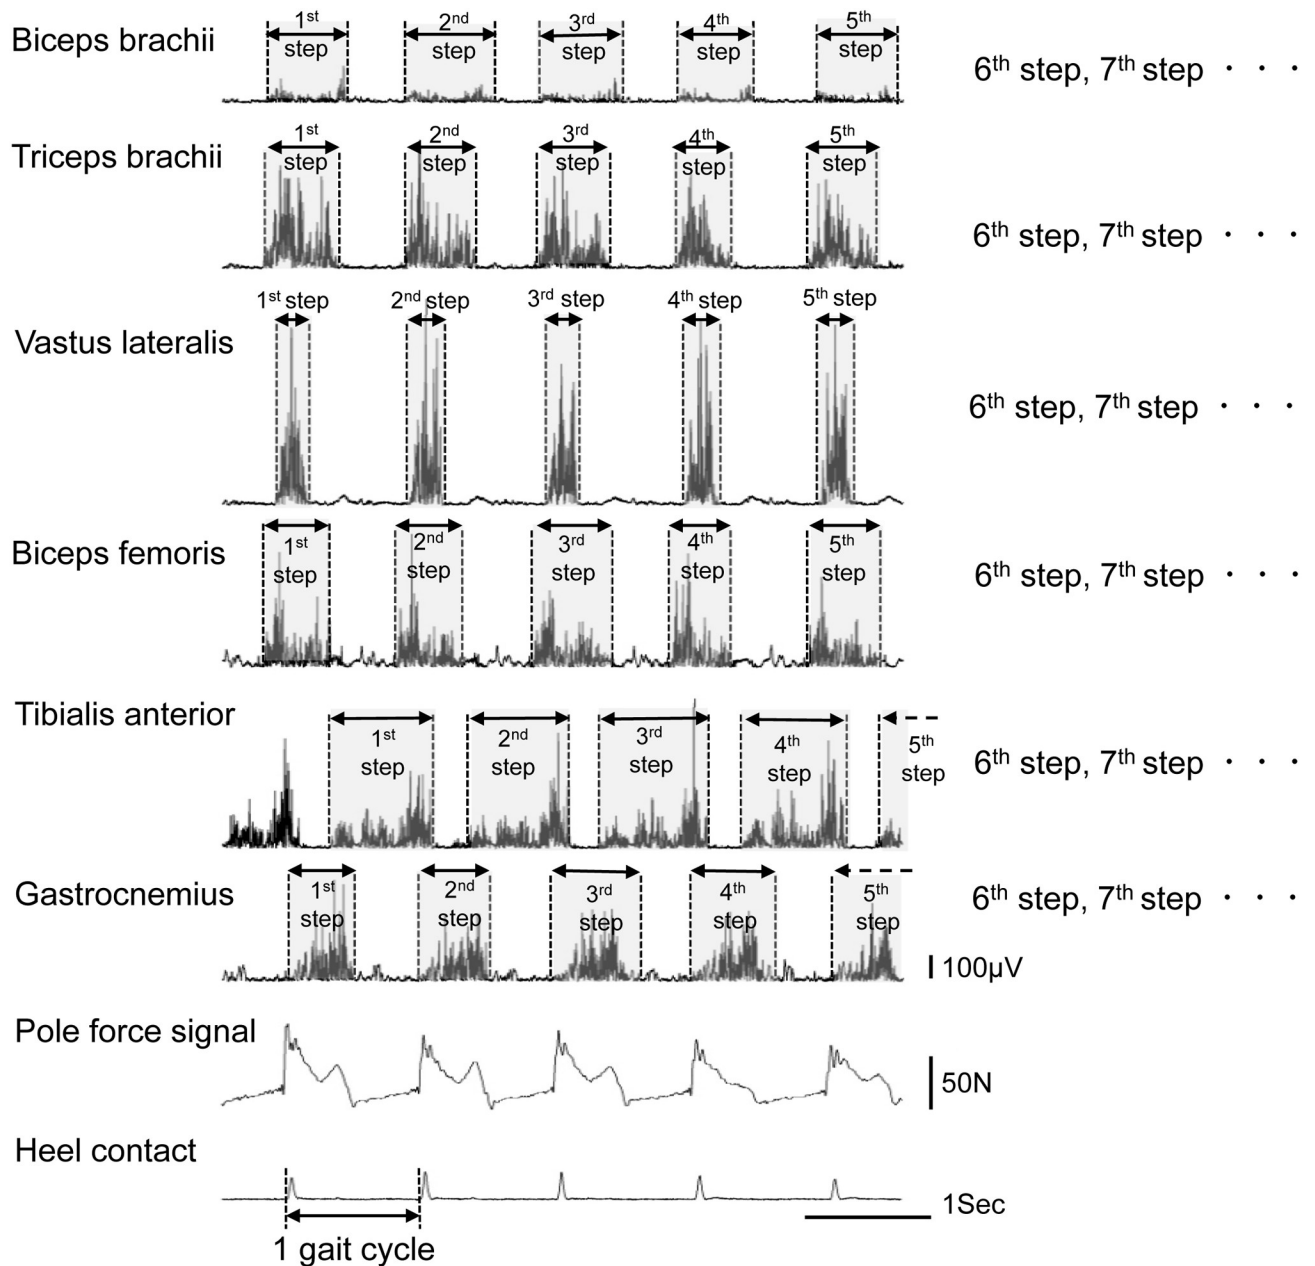 Biceps brachii
1st step
2nd step
3rd step
4th step
5th step
6th step, 7th step ・・・
Triceps brachii
1st step
2nd step
3rd step
4th step
5th step
6th step, 7th step ・・・
1st step
2nd step
3rd step
4th step
5th step
Vastus lateralis
6th step, 7th step ・・・
Biceps femoris
1st step
2nd step
3rd step
4th step
5th step
6th step, 7th step ・・・
Tibialis anterior
1st step
2nd step
3rd step
4th step
5th step
6th step, 7th step ・・・
Gastrocnemius
1st step
2nd step
3rd step
4th step
5th step
6th step, 7th step ・・・
100µV
Pole force signal
50N
Heel contact
1Sec
1 gait cycle